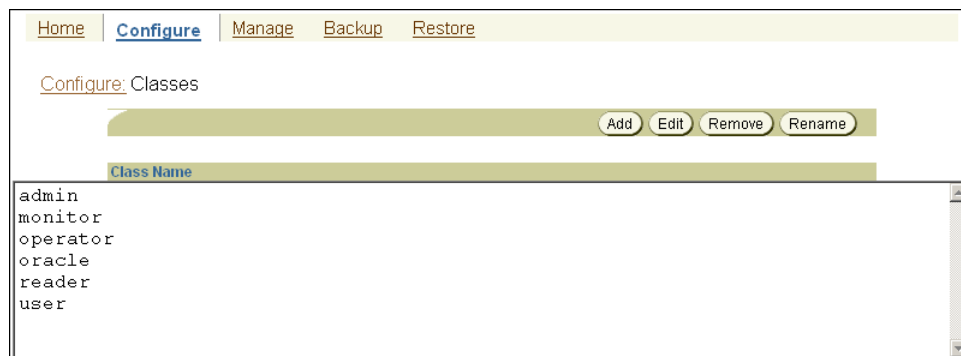 Home Configure Manage Backup Restore
Configure: Classes
Add Edit Remove Rename
Class Name
admin
monitor
operator
oracle
reader
user